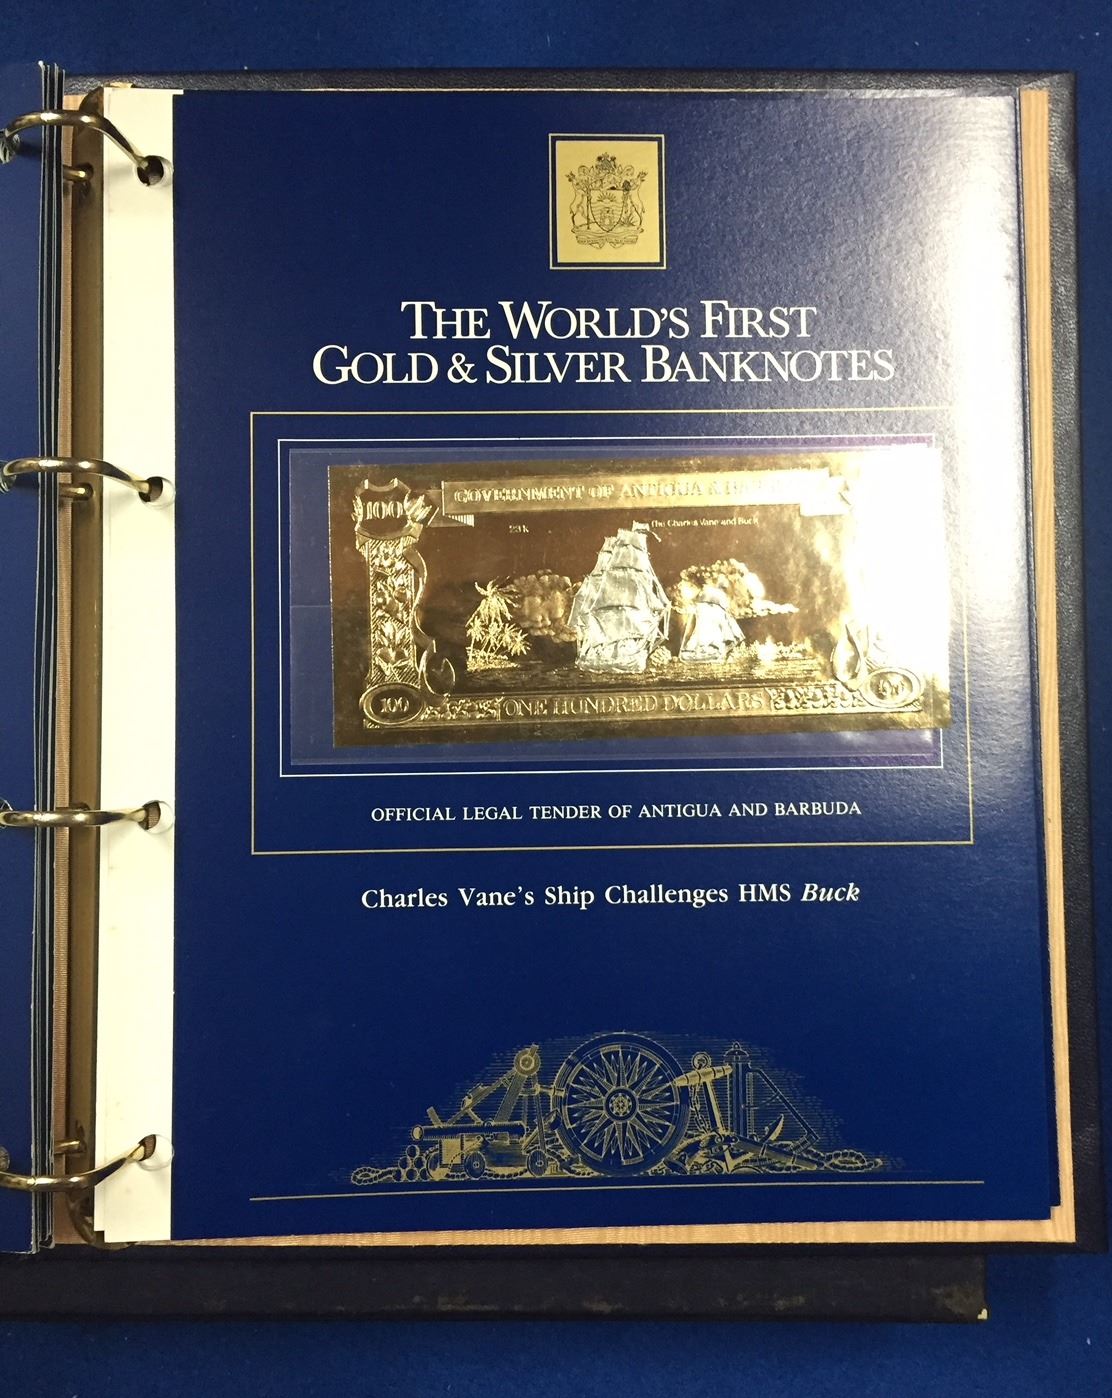 THE WORLD'S FIRST
GOLD & SILVER BANKNOTES
GOVERNMENT OF ANTIGUA &
100
23 k
The Charles Vane and Buck
100
ONE HUNDRED DOLLARS
100
OFFICIAL LEGAL TENDER OF ANTIGUA AND BARBUDA
Charles Vane's Ship Challenges HMS Buck